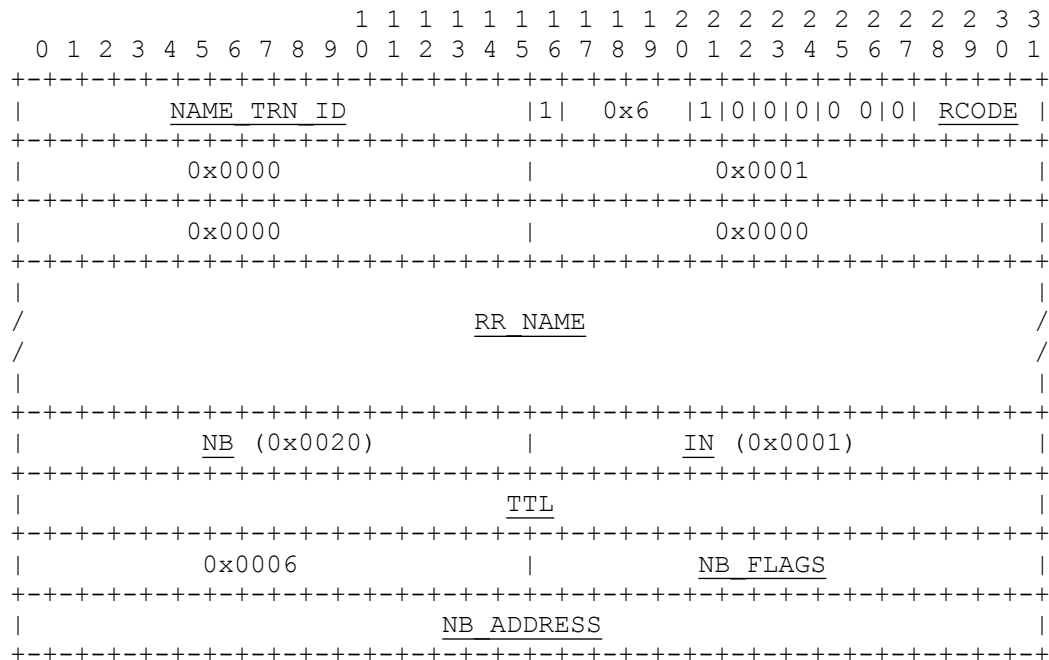 1 1 1 1 1 1 1 1 1 1 2 2 2 2 2 2 2 2 2 2 3 3
  0 1 2 3 4 5 6 7 8 9 0 1 2 3 4 5 6 7 8 9 0 1 2 3 4 5 6 7 8 9 0 1
+-+-+-+-+-+-+-+-+-+-+-+-+-+-+-+-+-+-+-+-+-+-+-+-+-+-+-+-+-+-+-+-+
|         NAME_TRN_ID           |1|  0x6  |1|0|0|0|0 0|0| RCODE |
+-+-+-+-+-+-+-+-+-+-+-+-+-+-+-+-+-+-+-+-+-+-+-+-+-+-+-+-+-+-+-+-+
|          0x0000               |           0x0001              |
+-+-+-+-+-+-+-+-+-+-+-+-+-+-+-+-+-+-+-+-+-+-+-+-+-+-+-+-+-+-+-+-+
|          0x0000               |           0x0000              |
+-+-+-+-+-+-+-+-+-+-+-+-+-+-+-+-+-+-+-+-+-+-+-+-+-+-+-+-+-+-+-+-+
|                                                               |
/                            RR_NAME                            /
/                                                               /
|                                                               |
+-+-+-+-+-+-+-+-+-+-+-+-+-+-+-+-+-+-+-+-+-+-+-+-+-+-+-+-+-+-+-+-+
|           NB (0x0020)         |         IN (0x0001)           |
+-+-+-+-+-+-+-+-+-+-+-+-+-+-+-+-+-+-+-+-+-+-+-+-+-+-+-+-+-+-+-+-+
|                              TTL                              |
+-+-+-+-+-+-+-+-+-+-+-+-+-+-+-+-+-+-+-+-+-+-+-+-+-+-+-+-+-+-+-+-+
|           0x0006              |          NB_FLAGS             |
+-+-+-+-+-+-+-+-+-+-+-+-+-+-+-+-+-+-+-+-+-+-+-+-+-+-+-+-+-+-+-+-+
|                          NB_ADDRESS                           |
+-+-+-+-+-+-+-+-+-+-+-+-+-+-+-+-+-+-+-+-+-+-+-+-+-+-+-+-+-+-+-+-+